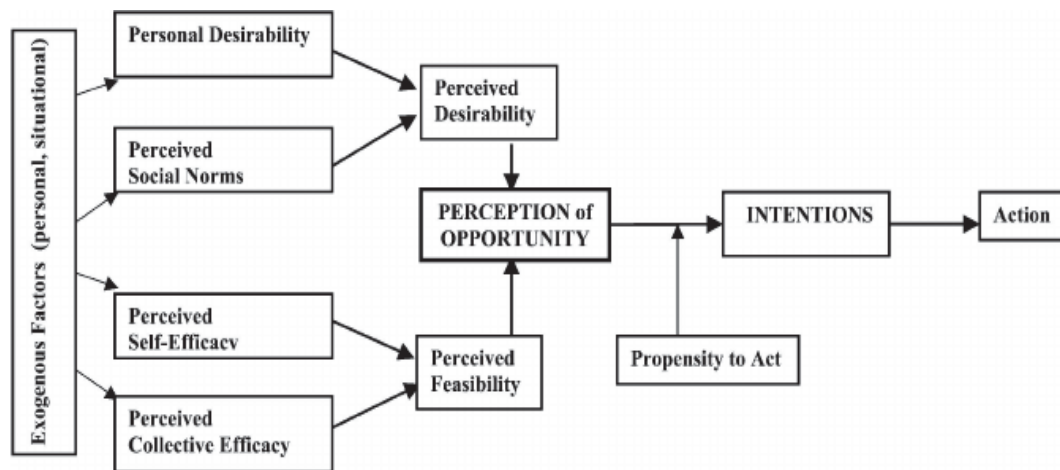 Exogenous Factors (personal, situational)
Personal Desirability
Perceived
Social Norms
Perceived
Self-Efficacy
Perceived
Collective Efficacy
Perceived
Desirability
PERCEPTION of
OPPORTUNITY
Perceived
Feasibility
INTENTIONS
Propensity to Act
Action